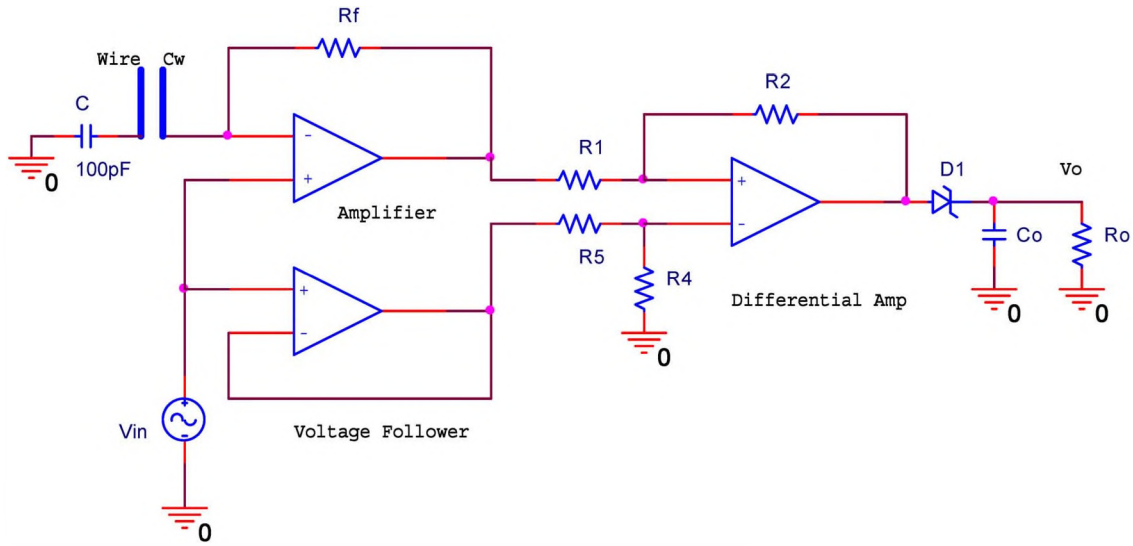 Rf
Wire Cw
C
100pF
0
-
+
Amplifier
R2
R1
+
-
R5
R4
0
Differential Amp
D1
Vo
Co
Ro
0
0
+
-
Voltage Follower
Vin
+
-
0